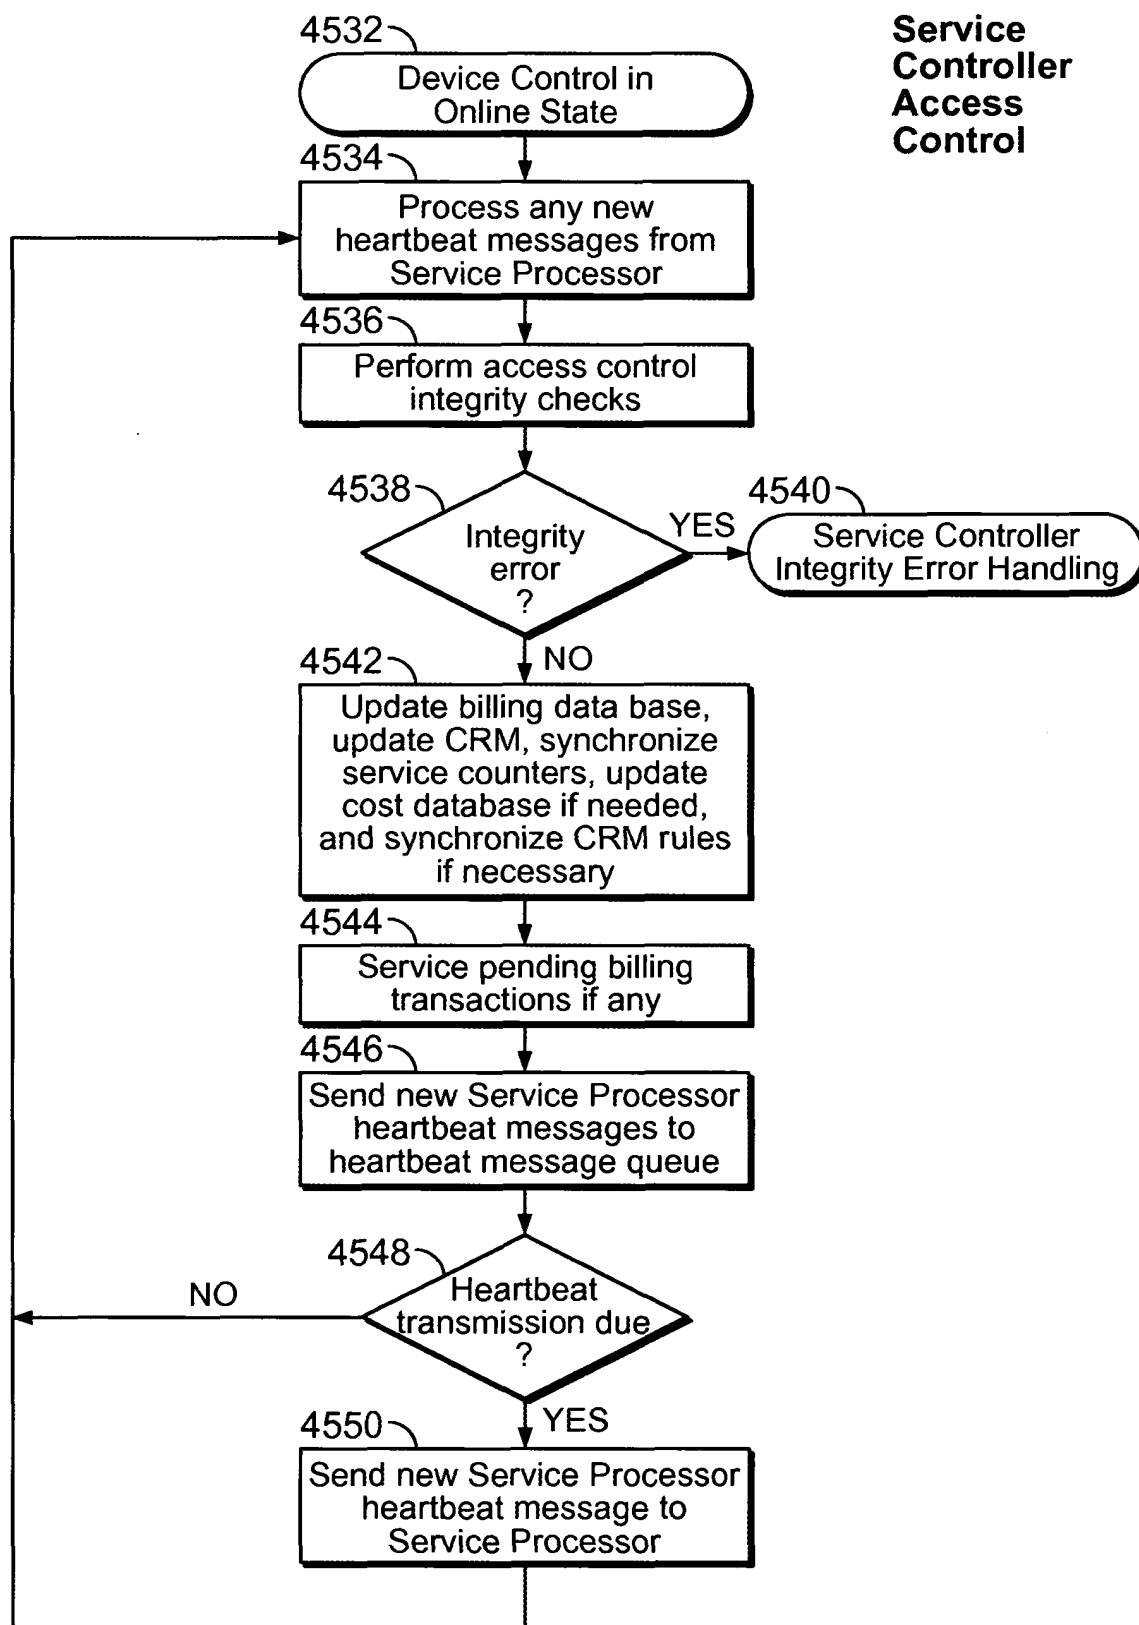 4532
Service
Controller
Access
Control
Device Control in
Online State
4534
Process any new
heartbeat messages from
Service Processor
4536
Perform access control
integrity checks
4538
Integrity
error
?
YES
4540
Service Controller
Integrity Error Handling
NO
4542
Update billing data base,
update CRM, synchronize
service counters, update
cost database if needed,
and synchronize CRM rules
if necessary
4544
Service pending billing
transactions if any
4546
Send new Service Processor
heartbeat messages to
heartbeat message queue
4548
Heartbeat
transmission due
?
NO
YES
4550
Send new Service Processor
heartbeat message to
Service Processor